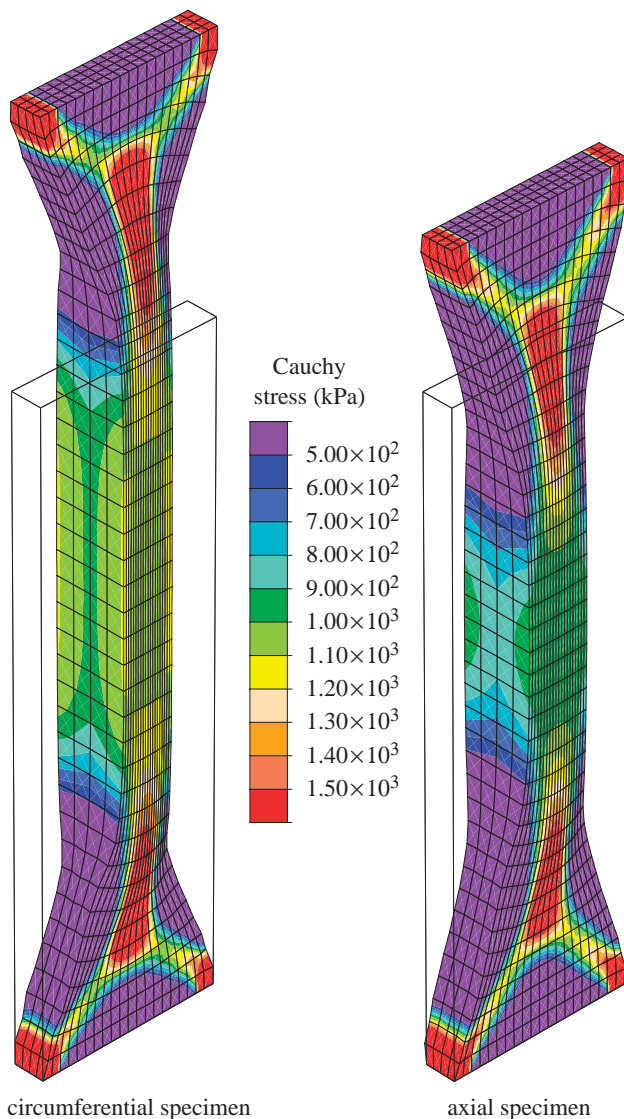 Cauchy
stress (kPa)
5.00×10²
6.00×10²
7.00×10²
8.00×10²
9.00×10²
1.00×10³
1.10×10³
1.20×10³
1.30×10³
1.40×10³
1.50×10³
circumferential specimen
axial specimen